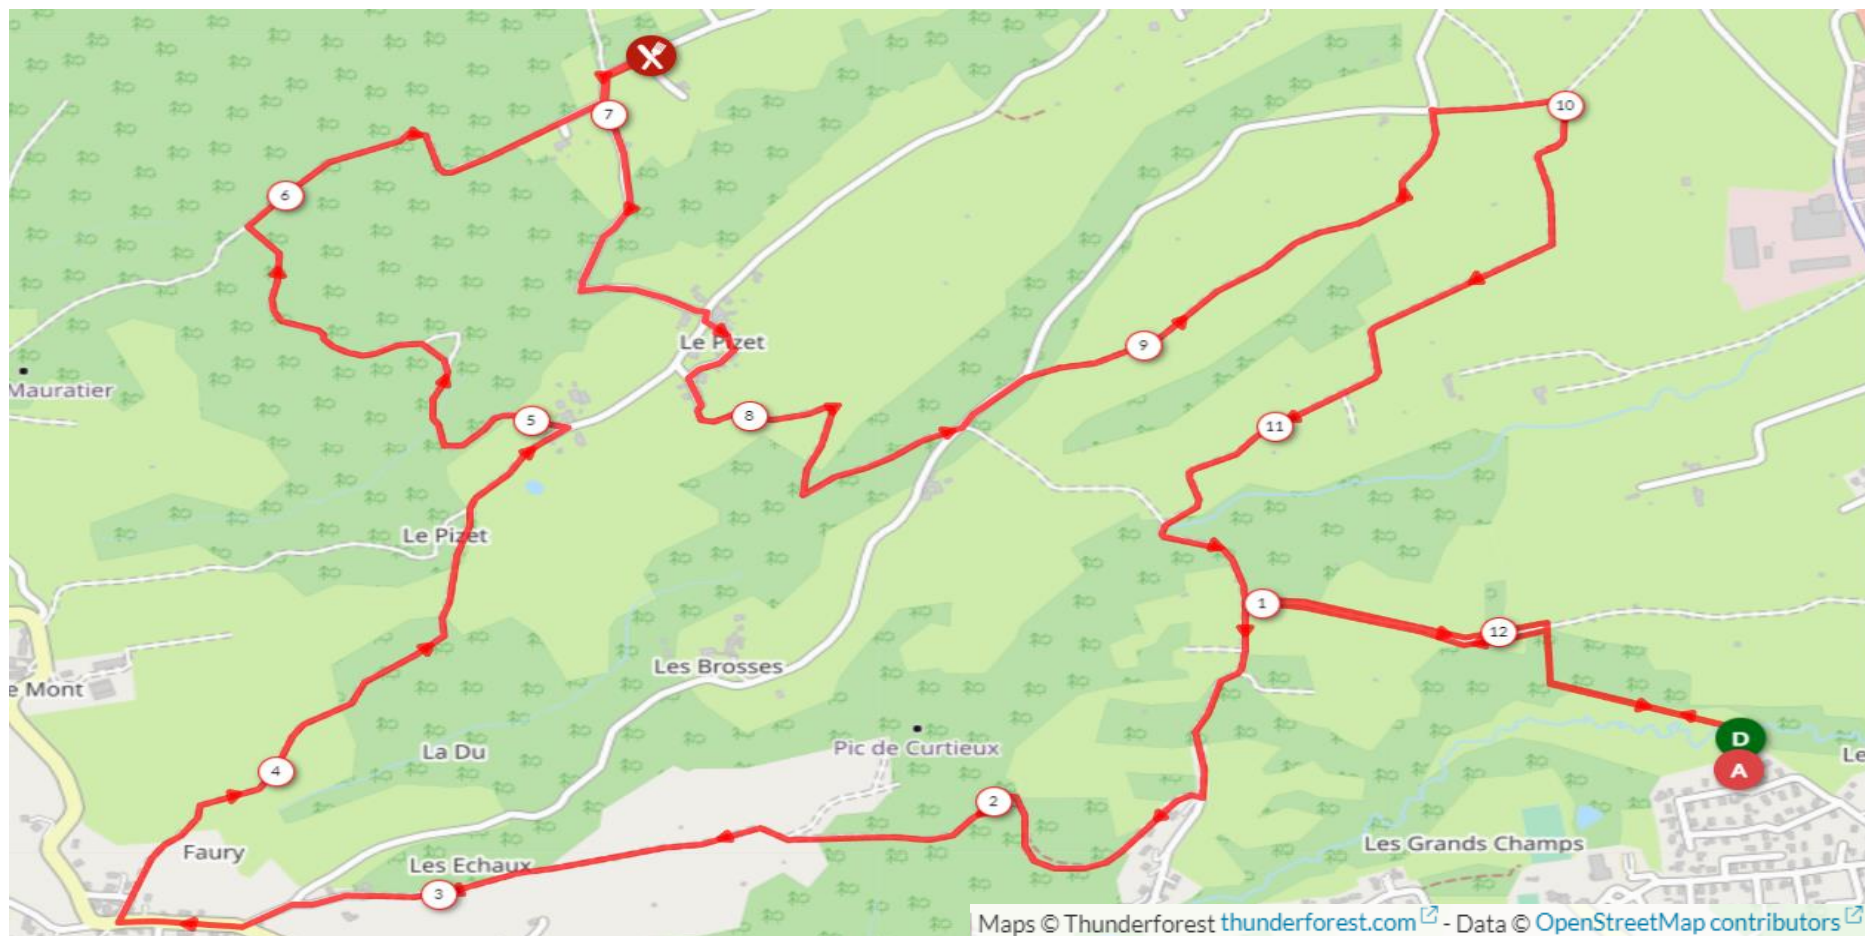 7
10
6
Le Pizet
9
Mauratier
5
8
11
Le Pizet
1
12
Les Brosses
e Mont
Pic de Curtieux
D
La Du
Le
4
A
2
Faury
Les Echaux
Les Grands Champs
3
Maps © Thunderforest thunderforest.com - Data © OpenStreetMap contributors